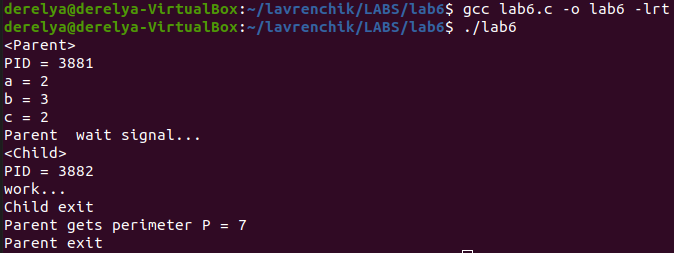 derelya@derelya-VirtualBox:~/lavrenchik/LABS/lab6$ gcc lab6.c -o lab6 -lrt
derelya@derelya-VirtualBox:~/lavrenchik/LABS/lab6$ ./lab6
<Parent>
PID = 3881
a = 2
b = 3
c = 2
Parent  wait signal...
<Child>
PID = 3882
work...
Child exit
Parent gets perimeter P = 7
Parent exit